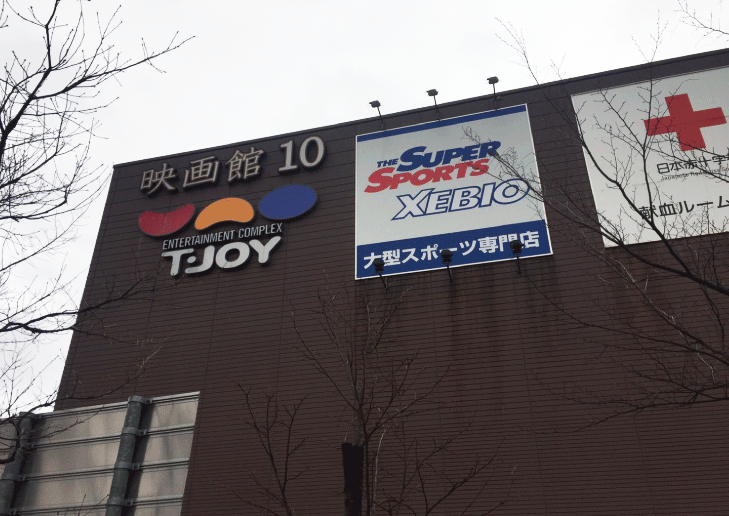 映画館 10
ENTERTAINMENT COMPLEX
T・JOY
THE SUPER
SPORTS
XEBIO
大型スポーツ専門店
日本赤十字
献血ルーム